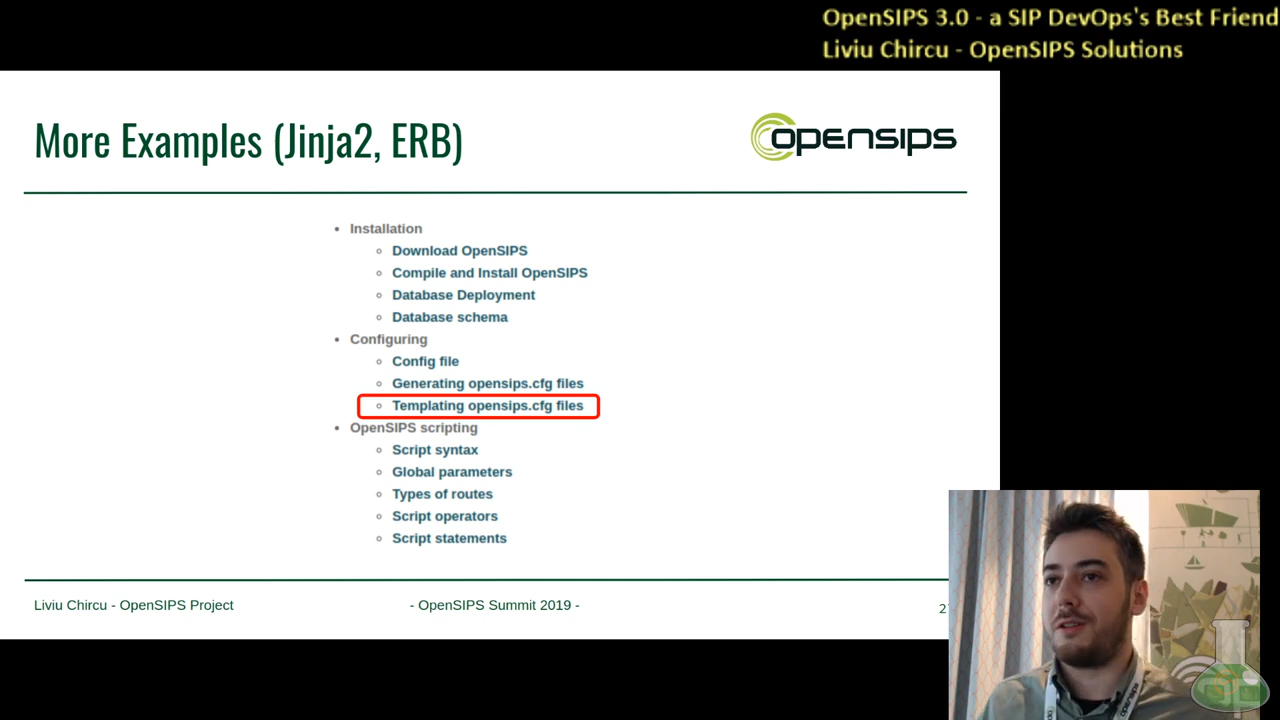 OpenSIPS 3.0 - a SIP DevOps's Best Friend
Liviu Chircu - OpenSIPS Solutions
More Examples (Jinja2, ERB)
opensips
• Installation
◦ Download OpenSIPS
◦ Compile and Install OpenSIPS
◦ Database Deployment
◦ Database schema
• Configuring
◦ Config file
◦ Generating opensips.cfg files
◦ Templating opensips.cfg files
• OpenSIPS scripting
◦ Script syntax
◦ Global parameters
◦ Types of routes
◦ Script operators
◦ Script statements
Liviu Chircu - OpenSIPS Project
- OpenSIPS Summit 2019 -
opensips